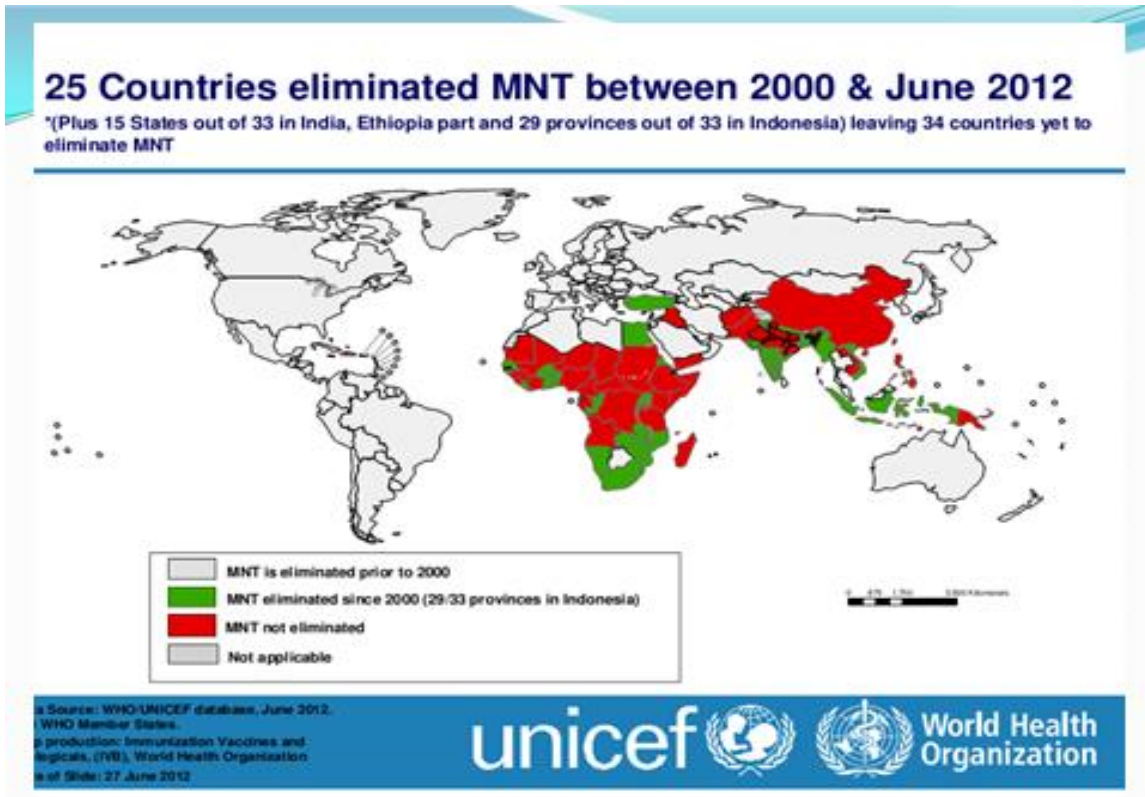 25 Countries eliminated MNT between 2000 & June 2012
*(Plus 15 States out of 33 in India, Ethiopia part and 29 provinces out of 33 in Indonesia) leaving 34 countries yet to
eliminate MNT
MNT is eliminated prior to 2000
MNT eliminated since 2000 (29/33 provinces in Indonesia)
MNT not eliminated
Not applicable
a Source: WHO/UNICEF database, June 2012.
WHO Member States.
p production: Immunization Vaccines and
logicals, (IVB), World Health Organization
e of Slide: 27 June 2012
unicef
World Health
Organization